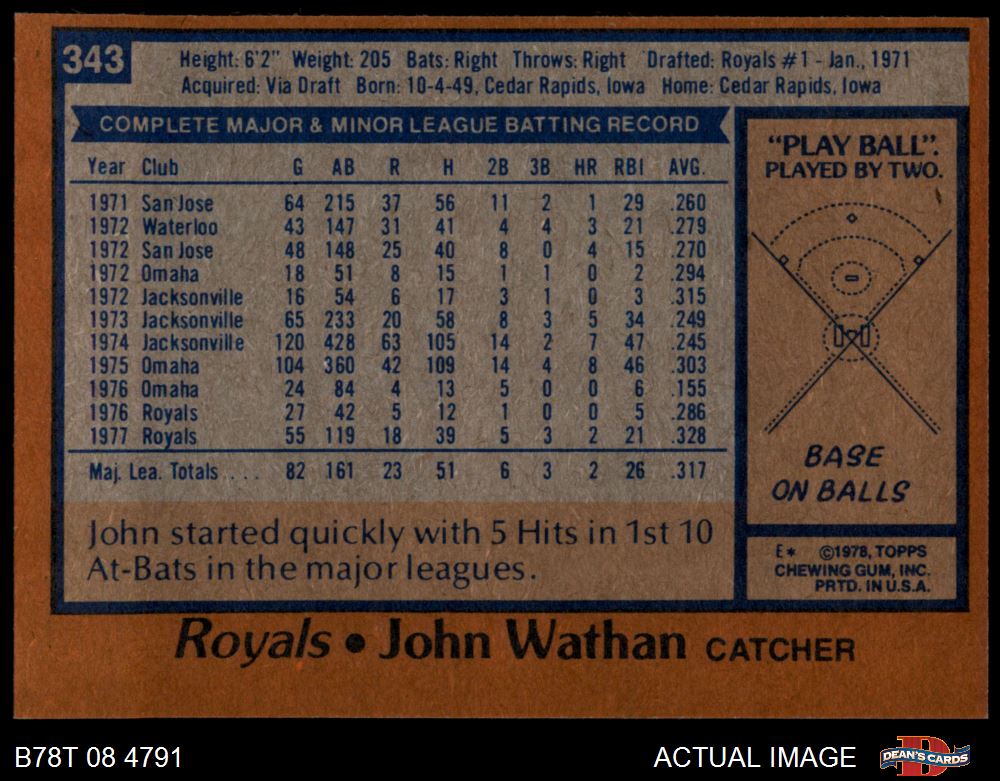 343
Height: 6'2" Weight: 205 Bats: Right Throws: Right Drafted: Royals #1 - Jan., 1971
Acquired: Via Draft Born: 10-4-49, Cedar Rapids, Iowa Home: Cedar Rapids, Iowa
COMPLETE MAJOR & MINOR LEAGUE BATTING RECORD
Year Club G AB R H 2B 3B HR RBI AVG.
1971 San Jose 64 215 37 56 11 2 1 29 .260
1972 Waterloo 43 147 31 41 4 4 3 21 .279
1972 San Jose 48 148 25 40 8 0 4 15 .270
1972 Omaha 18 51 8 15 1 1 0 2 .294
1972 Jacksonville 16 54 6 17 3 1 0 3 .315
1973 Jacksonville 65 233 20 58 8 3 5 34 .249
1974 Jacksonville 120 428 63 105 14 2 7 47 .245
1975 Omaha 104 360 42 109 14 4 8 46 .303
1976 Omaha 24 84 4 13 5 0 0 6 .155
1976 Royals 27 42 5 12 1 0 0 5 .286
1977 Royals 55 119 18 39 5 3 2 21 .328
Maj. Lea. Totals .... 82 161 23 51 6 3 2 26 .317
John started quickly with 5 Hits in 1st 10
At-Bats in the major leagues.
"PLAY BALL".
PLAYED BY TWO.
BASE
ON BALLS
E* ©1978, TOPPS
CHEWING GUM, INC.
PRTD. IN U.S.A.
Royals • John Wathan CATCHER
B78T 08 4791
ACTUAL IMAGE
DEAN'S CARDS